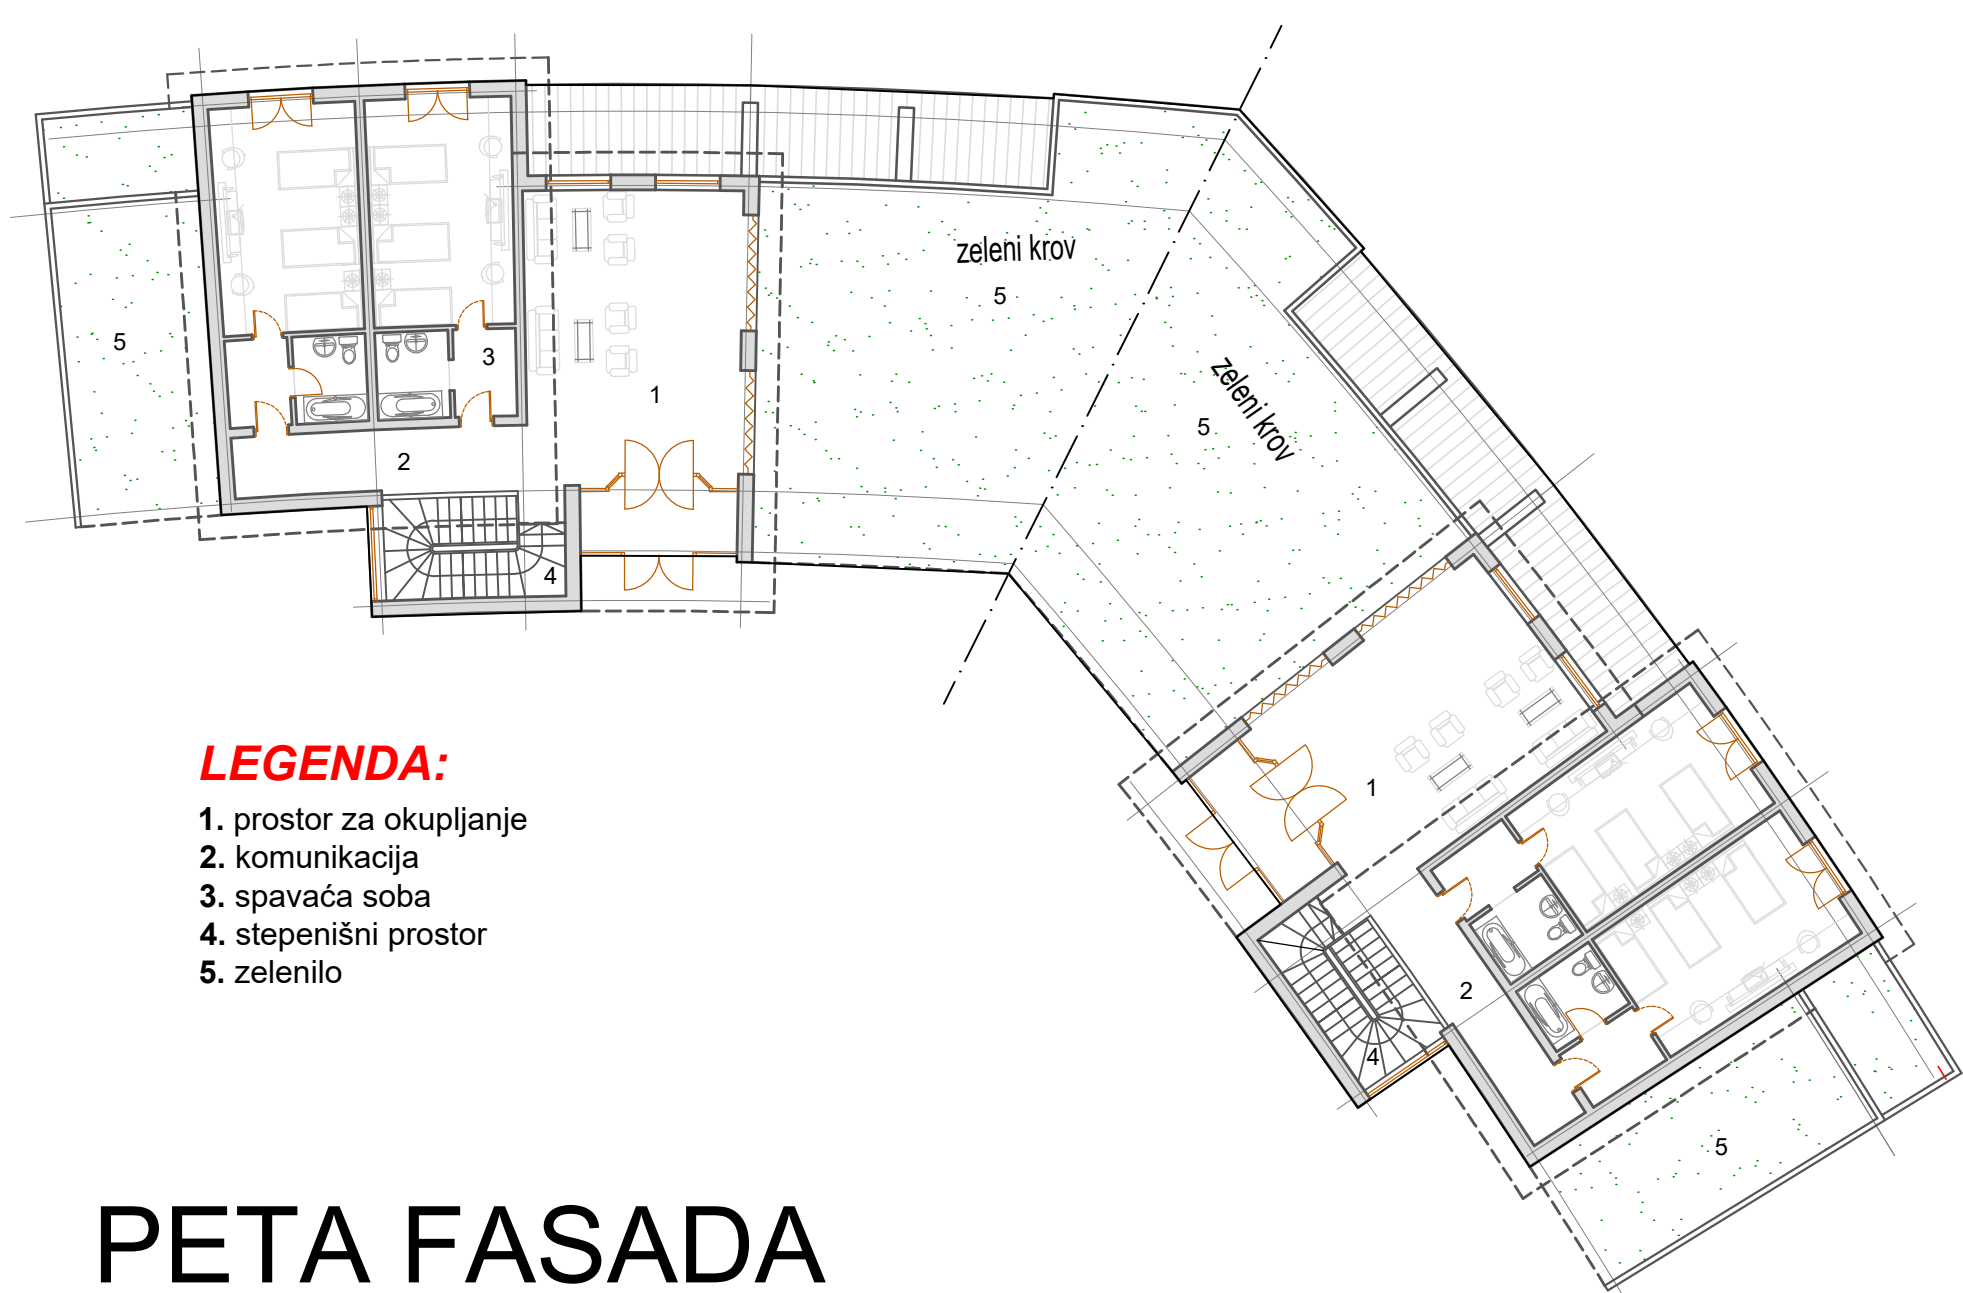 zeleni krov
5
5
3
1
zeleni krov
5
2
4
1
2
4
5
LEGENDA:
1. prostor za okupljanje
2. komunikacija
3. spavaća soba
4. stepenišni prostor
5. zelenilo
PETA FASADA